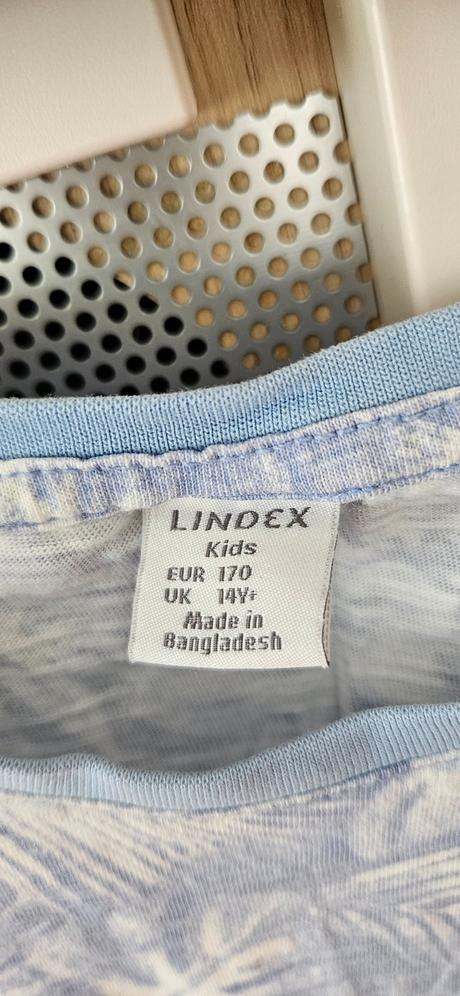 LINDEX
Kids
EUR 170
UK 14Y+
Made in
Bangladesh